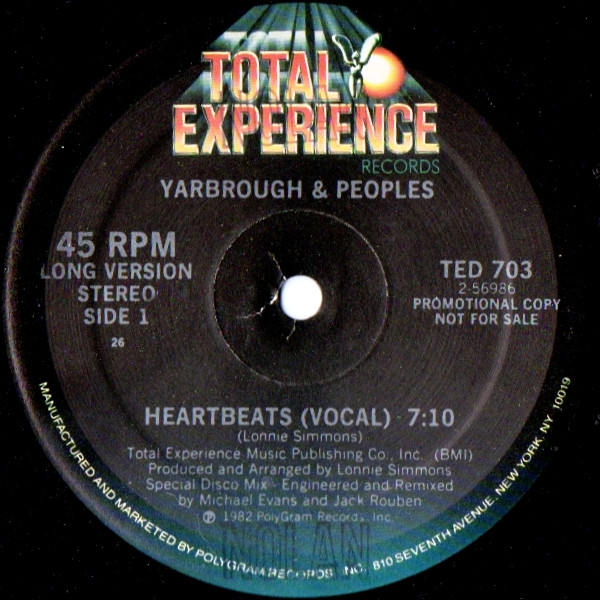 TOTAL
EXPERIENCE
RECORDS
YARBROUGH & PEOPLES
45 RPM
LONG VERSION
STEREO
SIDE 1
26
TED 703
2-56986
PROMOTIONAL COPY
NOT FOR SALE
HEARTBEATS (VOCAL) · 7:10
(Lonnie Simmons)
Total Experience Music Publishing Co., Inc. (BMI)
Produced and Arranged by Lonnie Simmons
Special Disco Mix - Engineered and Remixed
by Michael Evans and Jack Rouben
℗ 1982 PolyGram Records, Inc.
NOLAN
MANUFACTURED AND MARKETED BY POLYGRAM RECORDS INC. 810 SEVENTH AVENUE, NEW YORK, NY 10019